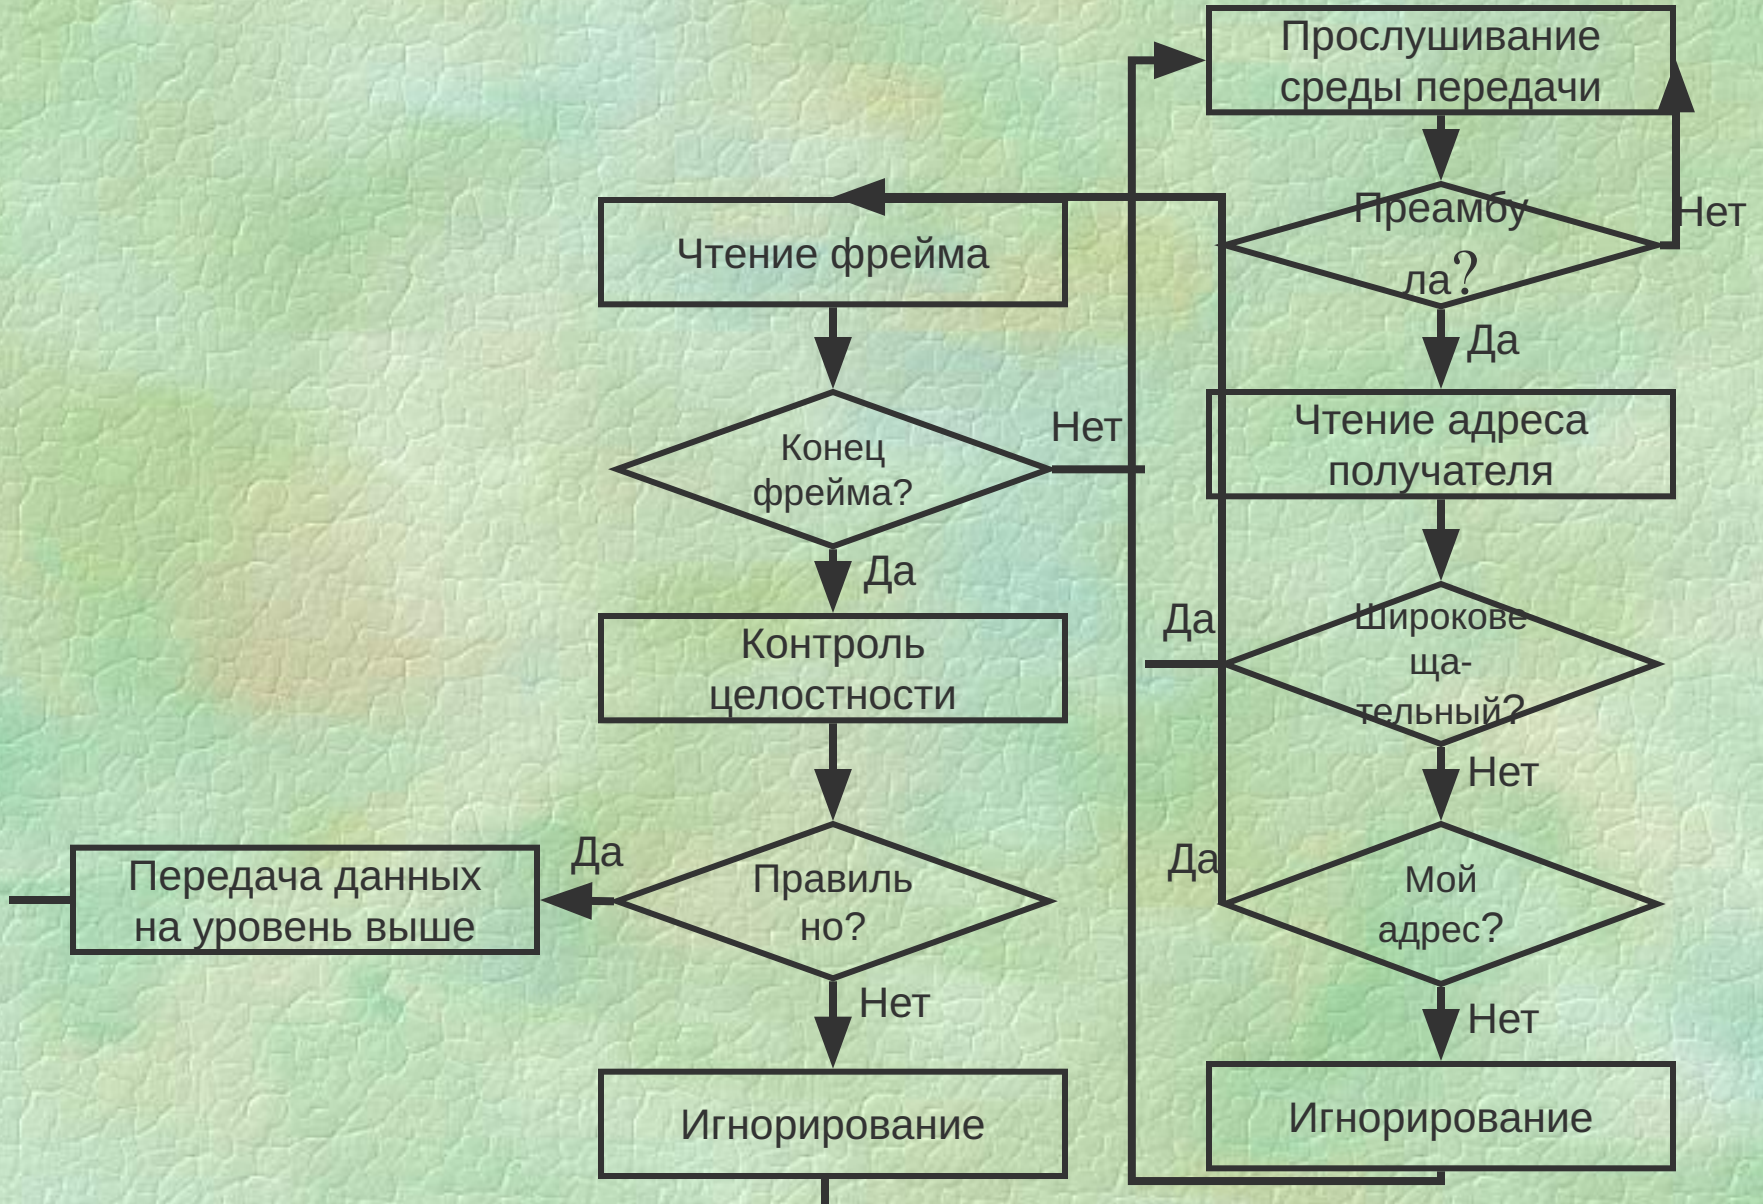 Прослушивание
среды передачи
Преамбу
ла?
Нет
Да
Чтение адреса
получателя
Широкове
ща-
тельный?
Да
Нет
Мой
адрес?
Да
Нет
Игнорирование
Чтение фрейма
Конец
фрейма?
Нет
Да
Контроль
целостности
Правиль
но?
Да
Нет
Передача данных
на уровень выше
Игнорирование